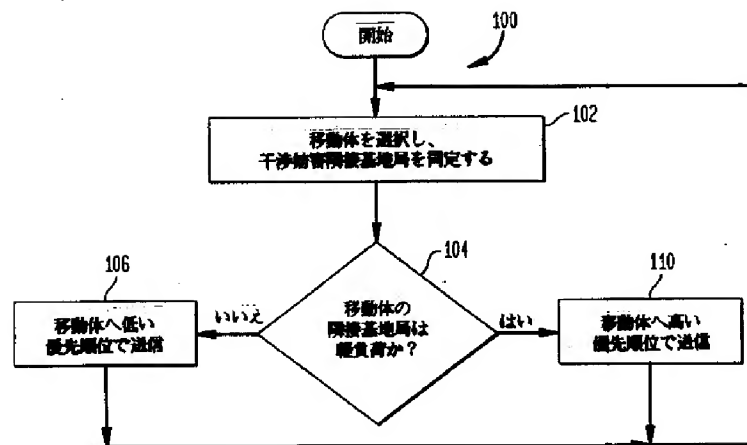 開始
100
102
移動体を選択し、
干渉妨害隣接基地局を同定する
104
移動体の
隣接基地局は
軽負荷か?
いいえ
はい
106
移動体へ低い
優先順位で送信
110
移動体へ高い
優先順位で送信